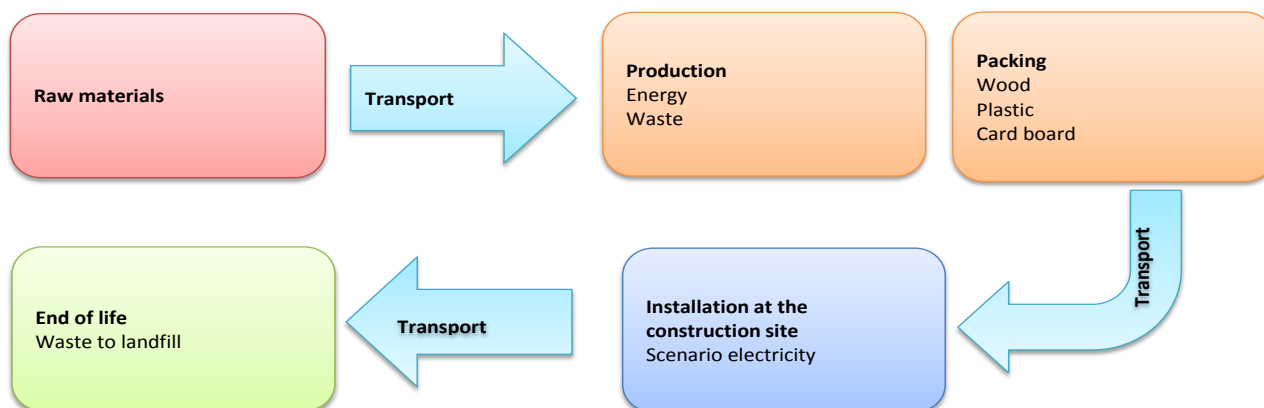 Raw materials
Transport
Production
Energy
Waste
Packing
Wood
Plastic
Card board
Transport
Installation at the
construction site
Scenario electricity
Transport
End of life
Waste to landfill